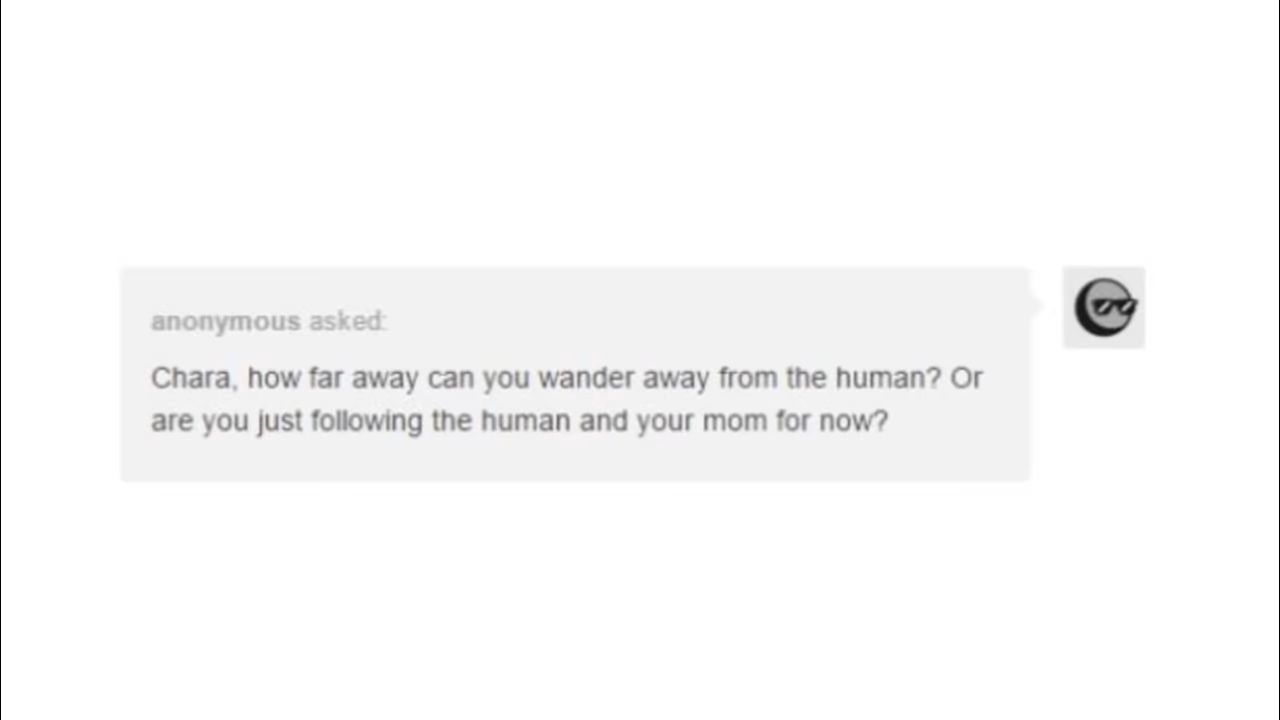 anonymous asked:
Chara, how far away can you wander away from the human? Or
are you just following the human and your mom for now?